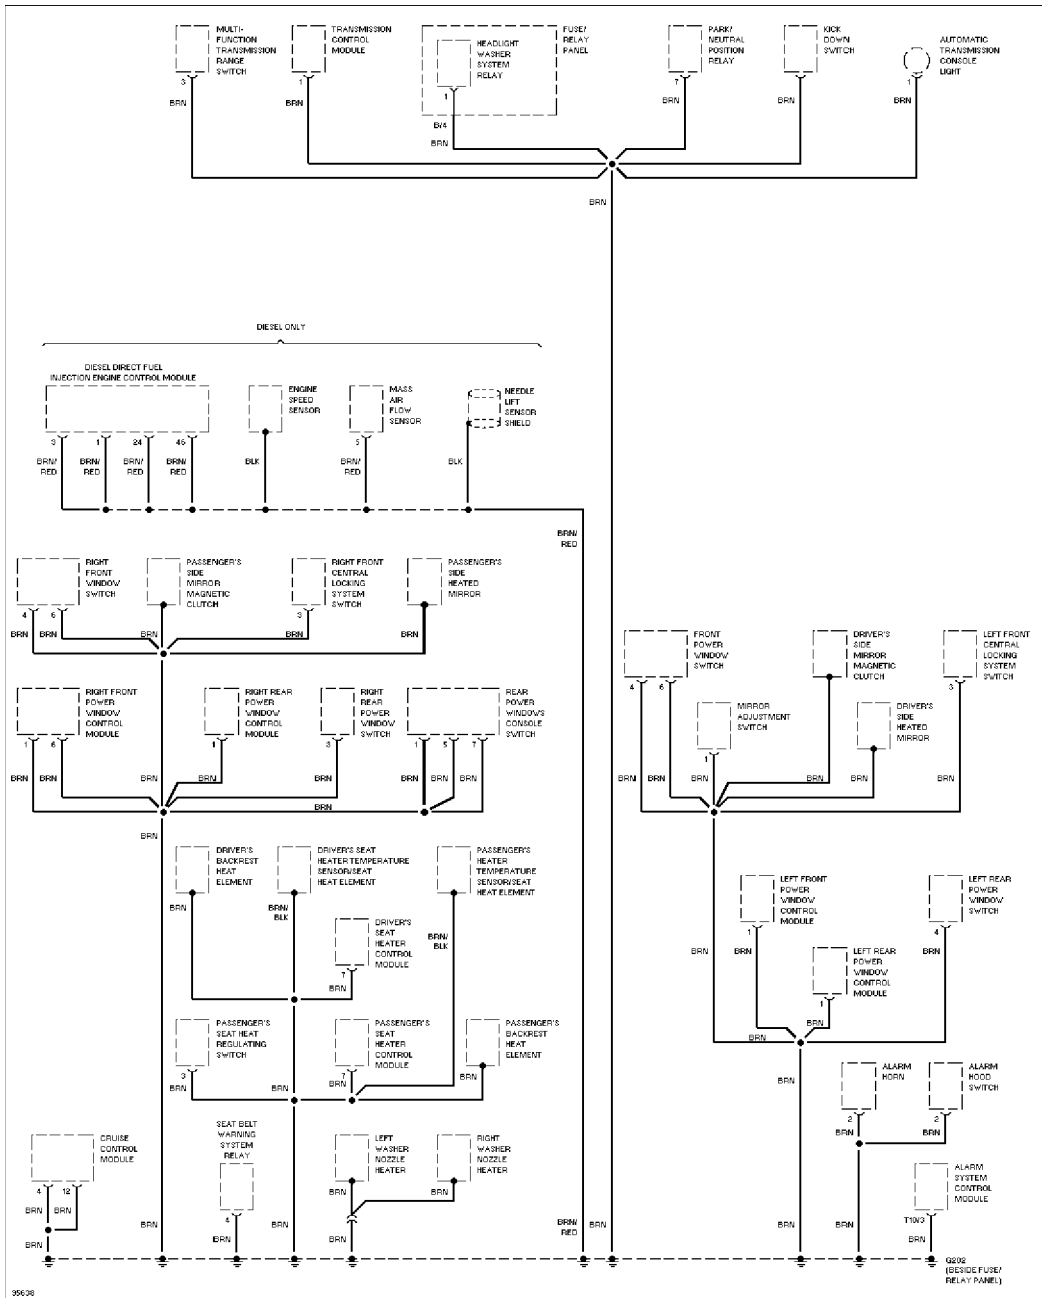 MULTI-
FUNCTION
TRANSMISSION
RANGE
SWITCH
TRANSMISSION
CONTROL
MODULE
HEADLIGHT
WASHER
SYSTEM
RELAY
FUSE/
RELAY
PANEL
PARK/
NEUTRAL
POSITION
RELAY
KICK
DOWN
SWITCH
AUTOMATIC
TRANSMISSION
CONSOLE
LIGHT
3 1 1 7 1
BRN BRN BRN BRN BRN
B/4
BRN
BRN
DIESEL ONLY
DIESEL DIRECT FUEL
INJECTION ENGINE CONTROL MODULE
ENGINE
SPEED
SENSOR
MASS
AIR
FLOW
SENSOR
NEEDLE
LIFT
SENSOR
SHIELD
3 1 24 46 5
BRN/
RED
BRN/
RED
BRN/
RED
BRN/
RED
BLK
BRN/
RED
BLK
BRN/
RED
RIGHT
FRONT
WINDOW
SWITCH
PASSENGER'S
SIDE
MIRROR
MAGNETIC
CLUTCH
RIGHT FRONT
CENTRAL
LOCKING
SYSTEM
SWITCH
PASSENGER'S
SIDE
HEATED
MIRROR
4 6 3
BRN BRN BRN BRN BRN
FRONT
POWER
WINDOW
SWITCH
DRIVER'S
SIDE
MIRROR
MAGNETIC
CLUTCH
LEFT FRONT
CENTRAL
LOCKING
SYSTEM
SWITCH
4 6 3
MIRROR
ADJUSTMENT
SWITCH
DRIVER'S
SIDE
HEATED
MIRROR
1
BRN BRN BRN BRN BRN BRN
RIGHT FRONT
POWER
WINDOW
CONTROL
MODULE
RIGHT REAR
POWER
WINDOW
CONTROL
MODULE
RIGHT
REAR
POWER
WINDOW
SWITCH
REAR
POWER
WINDOWS
CONSOLE
SWITCH
1 6 1 3 1 5 7
BRN BRN BRN BRN BRN BRN BRN BRN
BRN
BRN
DRIVER'S
BACKREST
HEAT
ELEMENT
DRIVER'S SEAT
HEATER TEMPERATURE
SENSOR/SEAT
HEAT ELEMENT
PASSENGER'S
HEATER
TEMPERATURE
SENSOR/SEAT
HEAT ELEMENT
BRN
BRN/
BLK
DRIVER'S
SEAT
HEATER
CONTROL
MODULE
7
BRN
BRN/
BLK
LEFT FRONT
POWER
WINDOW
CONTROL
MODULE
LEFT REAR
POWER
WINDOW
SWITCH
1 4
BRN BRN BRN
LEFT REAR
POWER
WINDOW
CONTROL
MODULE
1
BRN
BRN
PASSENGER'S
SEAT HEAT
REGULATING
SWITCH
PASSENGER'S
SEAT
HEATER
CONTROL
MODULE
PASSENGER'S
BACKREST
HEAT
ELEMENT
3 7
BRN BRN BRN BRN
BRN
ALARM
HORN
ALARM
HOOD
SWITCH
2 2
BRN BRN
CRUISE
CONTROL
MODULE
SEAT BELT
WARNING
SYSTEM
RELAY
LEFT
WASHER
NOZZLE
HEATER
RIGHT
WASHER
NOZZLE
HEATER
ALARM
SYSTEM
CONTROL
MODULE
4 12 4
BRN BRN BRN BRN
T10/3
BRN BRN BRN BRN BRN
BRN/
RED
BRN BRN BRN BRN
G202
(BESIDE FUSE/
RELAY PANEL)
95638